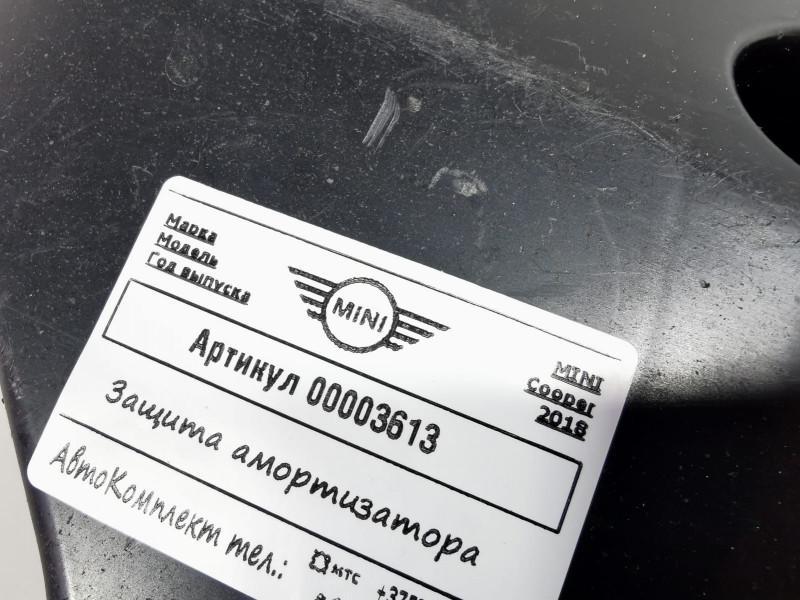 Марка
Модель
Год выпуска
MINI
MINI
Cooper
2018
Артикул 00003613
Защита амортизатора
АвтоКомплект тел.:
мтс